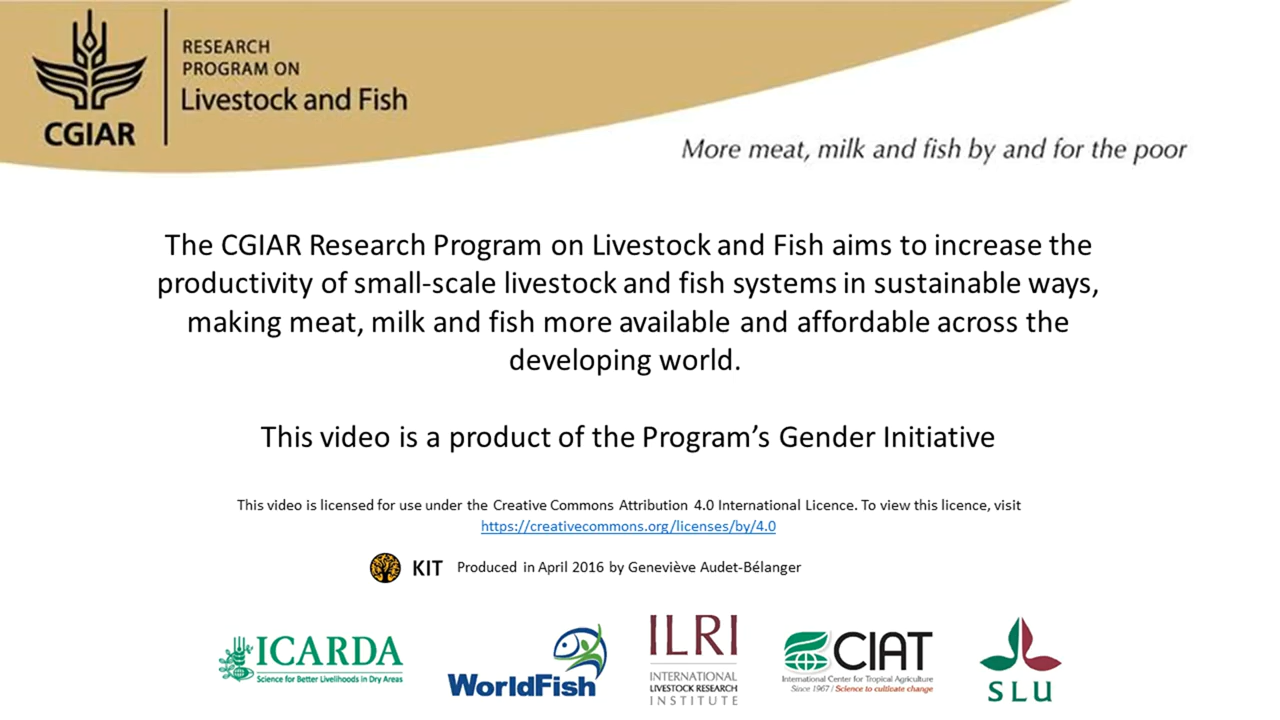 RESEARCH
PROGRAM ON
Livestock and Fish
CGIAR
More meat, milk and fish by and for the poor
The CGIAR Research Program on Livestock and Fish aims to increase the
productivity of small-scale livestock and fish systems in sustainable ways,
making meat, milk and fish more available and affordable across the
developing world.
This video is a product of the Program’s Gender Initiative
This video is licensed for use under the Creative Commons Attribution 4.0 International Licence. To view this licence, visit
https://creativecommons.org/licenses/by/4.0
KIT Produced in April 2016 by Geneviève Audet-Bélanger
ICARDA
Science for Better Livelihoods in Dry Areas
WorldFish
ILRI
INTERNATIONAL
LIVESTOCK RESEARCH
INSTITUTE
CIAT
International Center for Tropical Agriculture
Since 1967 / Science to cultivate change
SLU